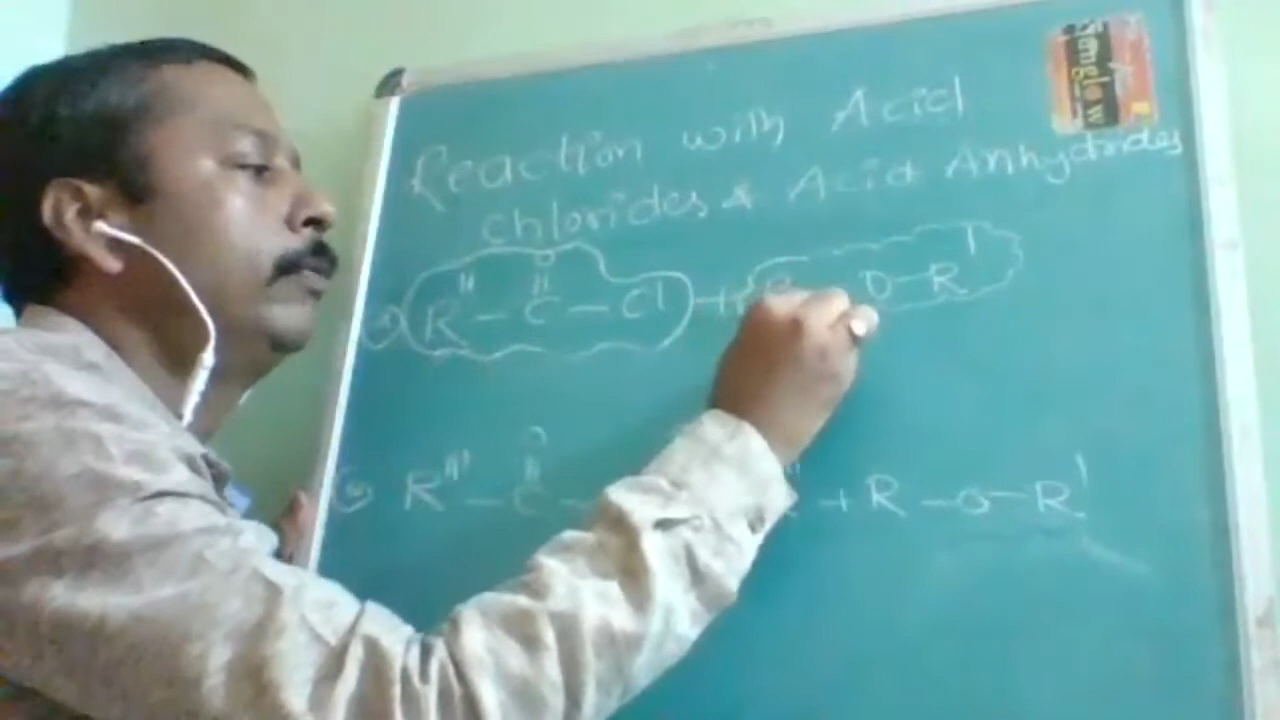 Reaction with Acid
chlorides & Acid Anhydrides
O
R" – C – Cl + R O – R'
O
R" – C – + R – O – R'